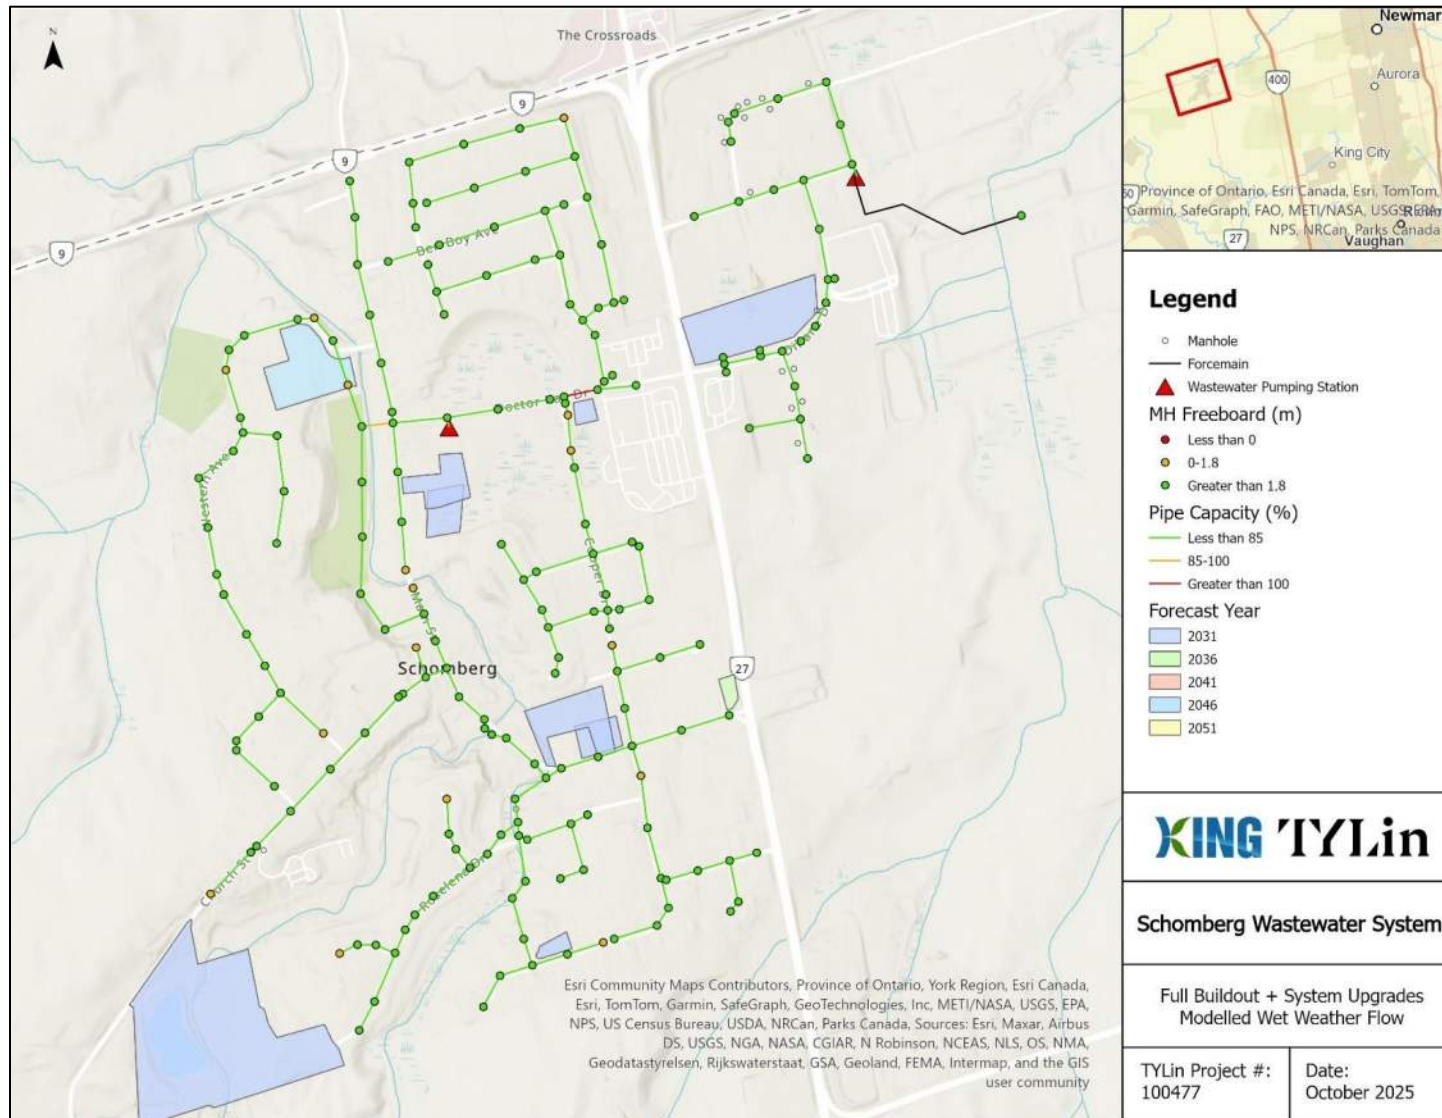 N
The Crossroads
9
9
9
Bee Boy Ave
Doctor Dr
Western Ave
Main St
Cooper Dr
Schomberg
27
Church St
Roselena Dr
Esri Community Maps Contributors, Province of Ontario, York Region, Esri Canada,
Esri, TomTom, Garmin, SafeGraph, GeoTechnologies, Inc, METI/NASA, USGS, EPA,
NPS, US Census Bureau, USDA, NRCan, Parks Canada, Sources: Esri, Maxar, Airbus
DS, USGS, NGA, NASA, CGIAR, N Robinson, NCEAS, NLS, OS, NMA,
Geodatastyrelsen, Rijkswaterstaat, GSA, Geoland, FEMA, Intermap, and the GIS
user community
Newmar
400
Aurora
King City
Province of Ontario, Esri Canada, Esri, TomTom,
Garmin, SafeGraph, FAO, METI/NASA, USGS, EPA,
NPS, NRCan, Parks Canada
27
Vaughan
Legend
Manhole
Forcemain
Wastewater Pumping Station
MH Freeboard (m)
Less than 0
0-1.8
Greater than 1.8
Pipe Capacity (%)
Less than 85
85-100
Greater than 100
Forecast Year
2031
2036
2041
2046
2051
KING TYLin
Schomberg Wastewater System
Full Buildout + System Upgrades
Modelled Wet Weather Flow
TYLin Project #:
100477
Date:
October 2025